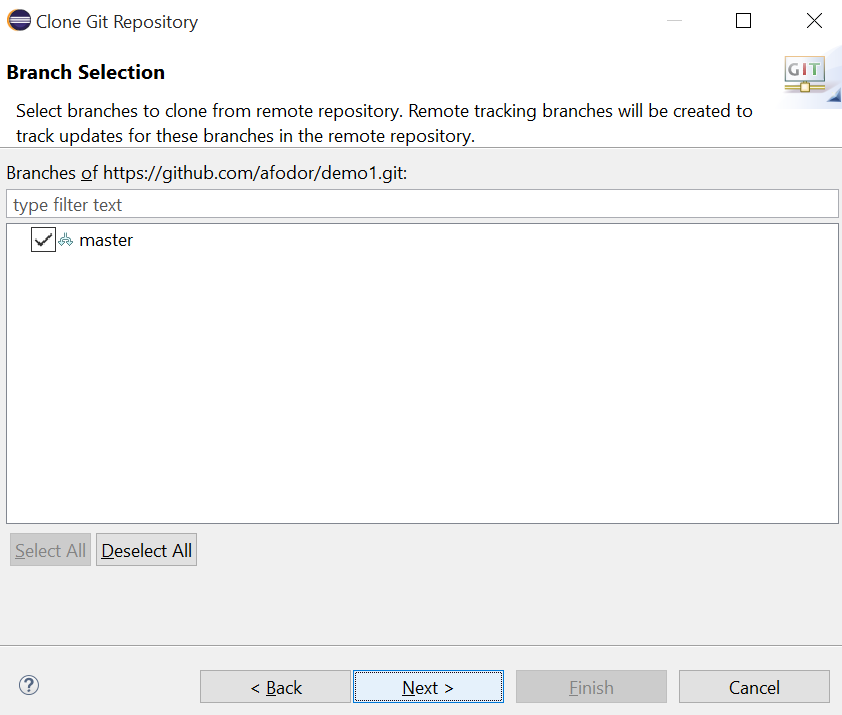 Clone Git Repository
Branch Selection
GIT
Select branches to clone from remote repository. Remote tracking branches will be created to
track updates for these branches in the remote repository.
Branches of https://github.com/afodor/demo1.git:
type filter text
master
Select All Deselect All
? < Back Next > Finish Cancel